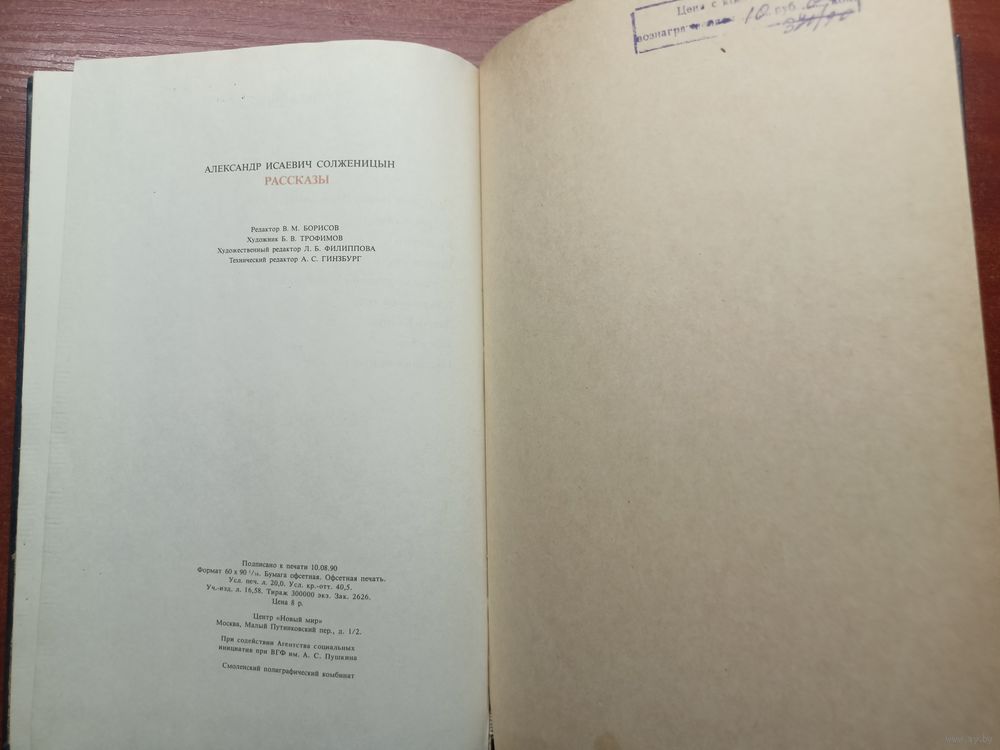 АЛЕКСАНДР ИСАЕВИЧ СОЛЖЕНИЦЫН
РАССКАЗЫ
Редактор В. М. БОРИСОВ
Художник Б. В. ТРОФИМОВ
Художественный редактор Л. Б. ФИЛИППОВА
Технический редактор А. С. ГИНЗБУРГ
Подписано к печати 10.08.90
Формат 60 х 90 ¹/₁₆. Бумага офсетная. Офсетная печать.
Усл. печ. л. 20,0. Усл. кр.-отт. 40,5.
Уч.-изд. л. 16,58. Тираж 300000 экз. Зак. 2626.
Цена 8 р.
Центр «Новый мир»
Москва, Малый Путинковский пер., д. 1/2.
При содействии Агентства социальных
инициатив при ВГФ им. А. С. Пушкина
Смоленский полиграфический комбинат
Цена с
10 руб.
www.ay.by